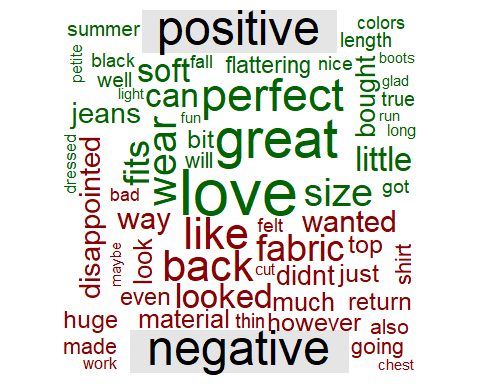 positive
summer colors
length
petite black fall flattering nice boots
well soft glad
light can perfect bought true
jeans fun run
wear bit great long
dressed fits will little
disappointed love size got
bad
way like felt wanted
maybe look back fabric top shirt
cut didnt just
even looked much return
huge material thin however also
made negative going
work chest